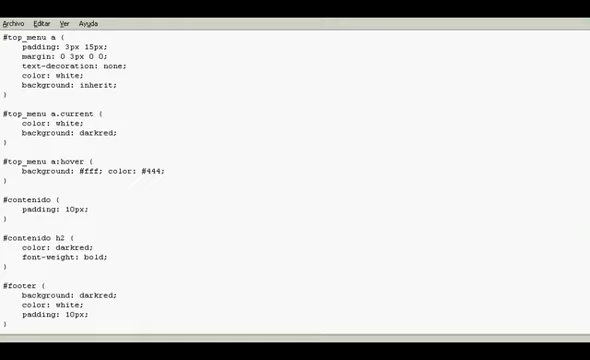 Archivo Editar Ver Ayuda
#top_menu a {
padding: 3px 15px;
margin: 0 3px 0 0;
text-decoration: none;
color: white;
background: inherit;
}
#top_menu a.current {
color: white;
background: darkred;
}
#top_menu a:hover {
background: #fff; color: #444;
}
#contenido {
padding: 10px;
}
#contenido h2 {
color: darkred;
font-weight: bold;
}
#footer {
background: darkred;
color: white;
padding: 10px;
}